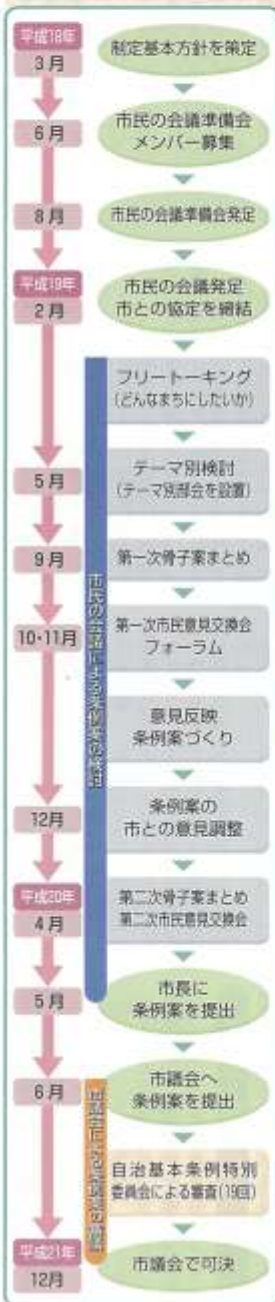 平成18年
3月
制定基本方針を策定
6月
市民の会議準備会
メンバー募集
8月
市民の会議準備会発足
平成19年
2月
市民の会議発足
市との協定を締結
フリートーキング
(どんなまちにしたいか)
5月
テーマ別検討
(テーマ別部会を設置)
9月
第一次骨子案まとめ
10・11月
第一次市民意見交換会
フォーラム
市民の会議による条例案の検討
意見反映
条例案づくり
12月
条例案の
市との意見調整
平成20年
4月
第二次骨子案まとめ
第二次市民意見交換会
5月
市長に
条例案を提出
6月
市議会へ
条例案を提出
市議会による条例案の
自治基本条例特別
委員会による審査(19回)
平成21年
12月
市議会で可決